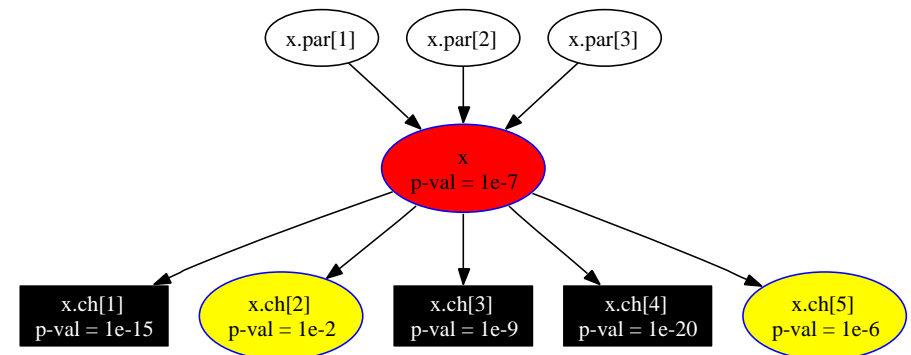 x.par[1] x.par[2] x.par[3]
x
p-val = 1e-7
x.ch[1] x.ch[2] x.ch[3] x.ch[4] x.ch[5]
p-val = 1e-15 p-val = 1e-2 p-val = 1e-9 p-val = 1e-20 p-val = 1e-6